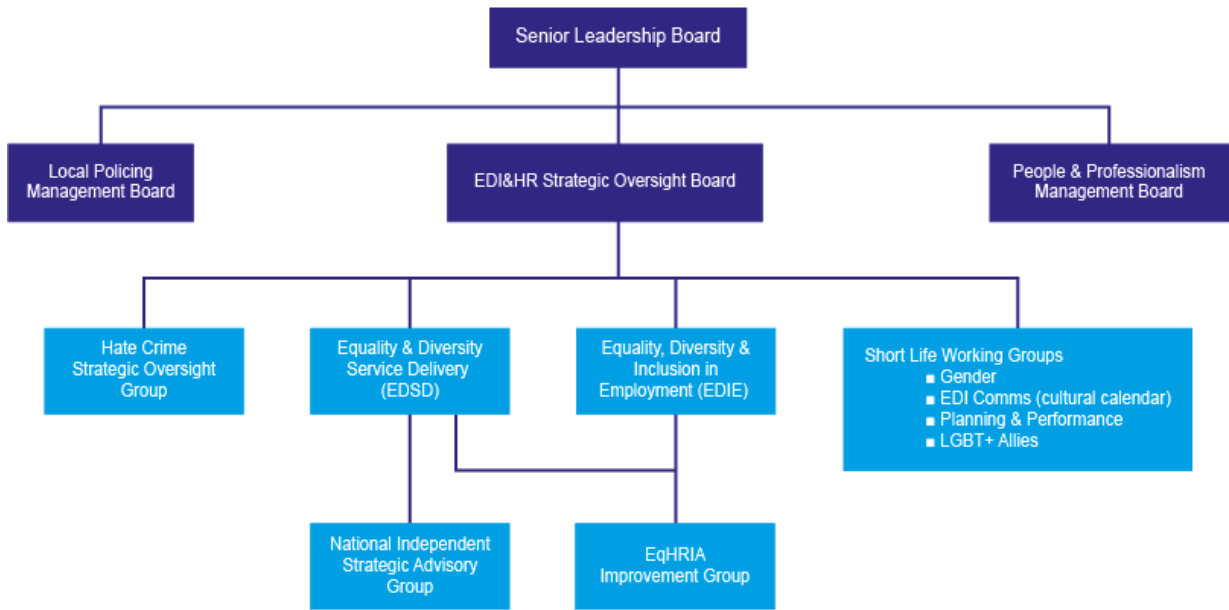 Senior Leadership Board
Local Policing
Management Board
EDI&HR Strategic Oversight Board
People & Professionalism
Management Board
Hate Crime
Strategic Oversight
Group
Equality & Diversity
Service Delivery
(EDSD)
Equality, Diversity &
Inclusion in
Employment (EDIE)
Short Life Working Groups
■ Gender
■ EDI Comms (cultural calendar)
■ Planning & Performance
■ LGBT+ Allies
National Independent
Strategic Advisory
Group
EqHRIA
Improvement Group